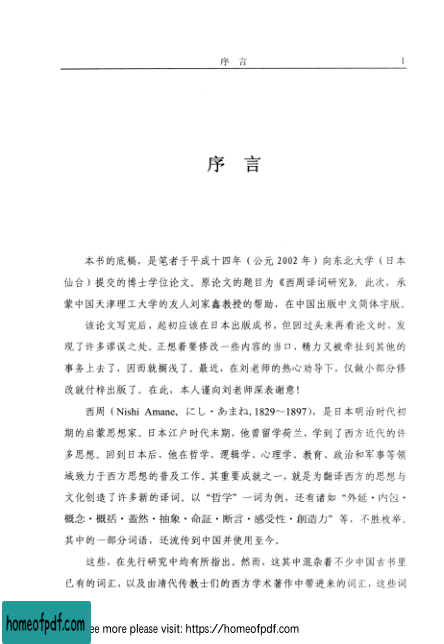 序 言 1
序 言
本书的底稿，是笔者于平成十四年（公元 2002 年）向东北大学（日本
仙台）提交的博士学位论文。原论文的题目为《西周译词研究》。此次，承
蒙中国天津理工大学的友人刘家鑫教授的帮助，在中国出版中文简体字版。
该论文写完后，起初应该在日本出版成书，但回过头来再看论文时，发
现了许多谬误之处。正想着要修改一些内容的当口，精力又被牵扯到其他的
事务上去了，因而就搁浅了。最近，在刘老师的热心劝导下，仅做小部分修
改就付梓出版了。在此，本人谨向刘老师深表谢意！
西周（Nishi Amane，にし・あまね，1829～1897），是日本明治时代初
期的启蒙思想家。日本江户时代末期，他曾留学荷兰，学到了西方近代的许
多思想。回到日本后，他在哲学、逻辑学、心理学、教育、政治和军事等领
域致力于西方思想的普及工作。其重要成就之一，就是为翻译西方的思想与
文化创造了许多新的译词。以“哲学”一词为例，还有诸如“外延・内包・
概念・概括・蓋然・抽象・命証・断言・感受性・創造力”等，不胜枚举。
其中的一部分词语，还流传到中国并使用至今。
这些，在先行研究中均有所指出。然而，这其中混杂着不少中国古书里
已有的词汇，以及由清代传教士们的西方学术著作中带进来的词汇，这些词
homeofpdf.com
ee more please visit: https://homeofpdf.com